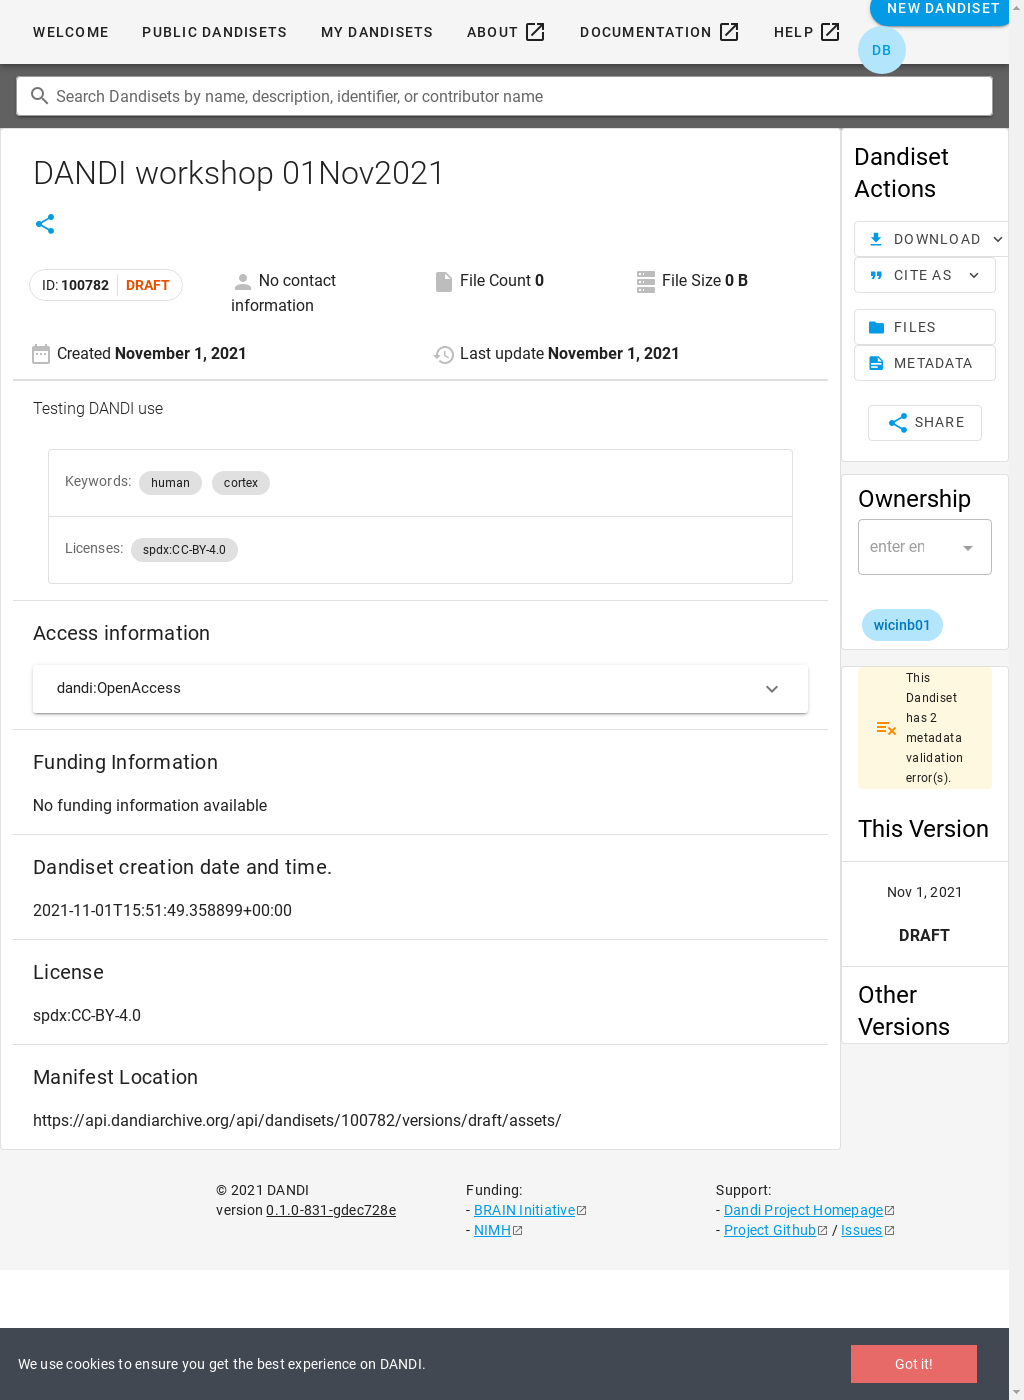 WELCOME PUBLIC DANDISETS MY DANDISETS ABOUT DOCUMENTATION HELP NEW DANDISET
DB
Search Dandisets by name, description, identifier, or contributor name
DANDI workshop 01Nov2021
ID: 100782 DRAFT
No contact information
File Count 0
File Size 0 B
Created November 1, 2021
Last update November 1, 2021
Testing DANDI use
Keywords: human cortex
Licenses: spdx:CC-BY-4.0
Access information
dandi:OpenAccess
Funding Information
No funding information available
Dandiset creation date and time.
2021-11-01T15:51:49.358899+00:00
License
spdx:CC-BY-4.0
Manifest Location
https://api.dandiarchive.org/api/dandisets/100782/versions/draft/assets/
Dandiset
Actions
DOWNLOAD
CITE AS
FILES
METADATA
SHARE
Ownership
enter en
wicinb01
This
Dandiset
has 2
metadata
validation
error(s).
This Version
Nov 1, 2021
DRAFT
Other
Versions
© 2021 DANDI
version 0.1.0-831-gdec728e
Funding:
- BRAIN Initiative
- NIMH
Support:
- Dandi Project Homepage
- Project Github / Issues
We use cookies to ensure you get the best experience on DANDI.
Got it!